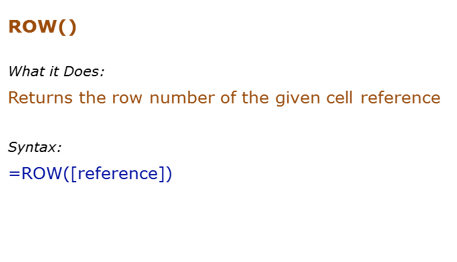 ROW()
What it Does:
Returns the row number of the given cell reference
Syntax:
=ROW([reference])